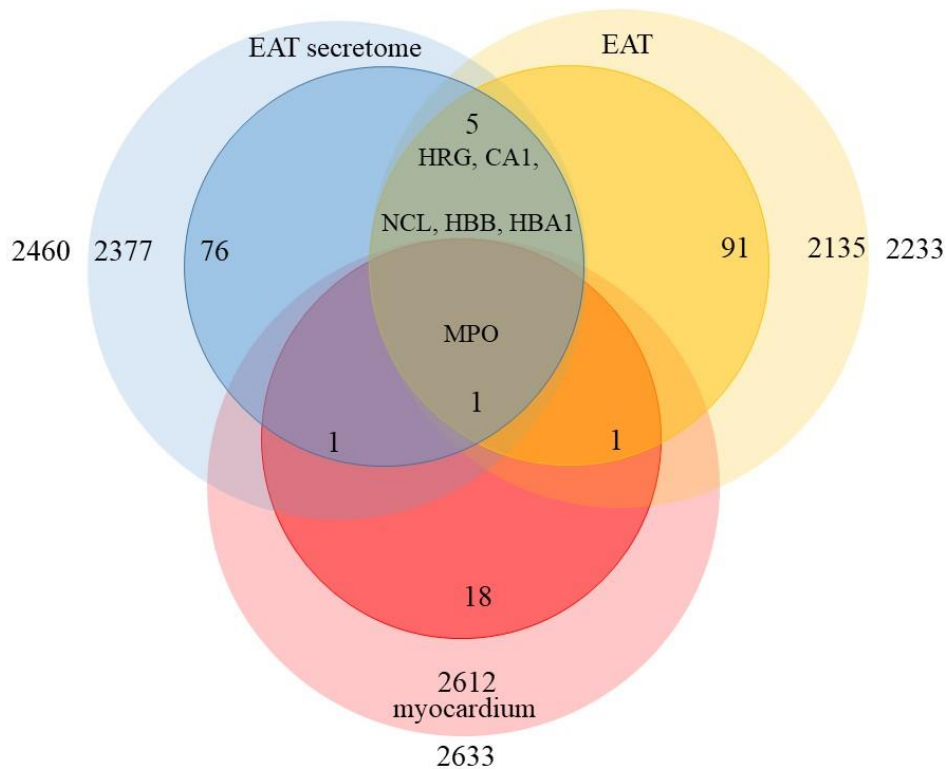 EAT secretome
EAT
5
HRG, CA1,
NCL, HBB, HBA1
2460 2377 76 91 2135 2233
MPO
1
1 1
18
2612
myocardium
2633